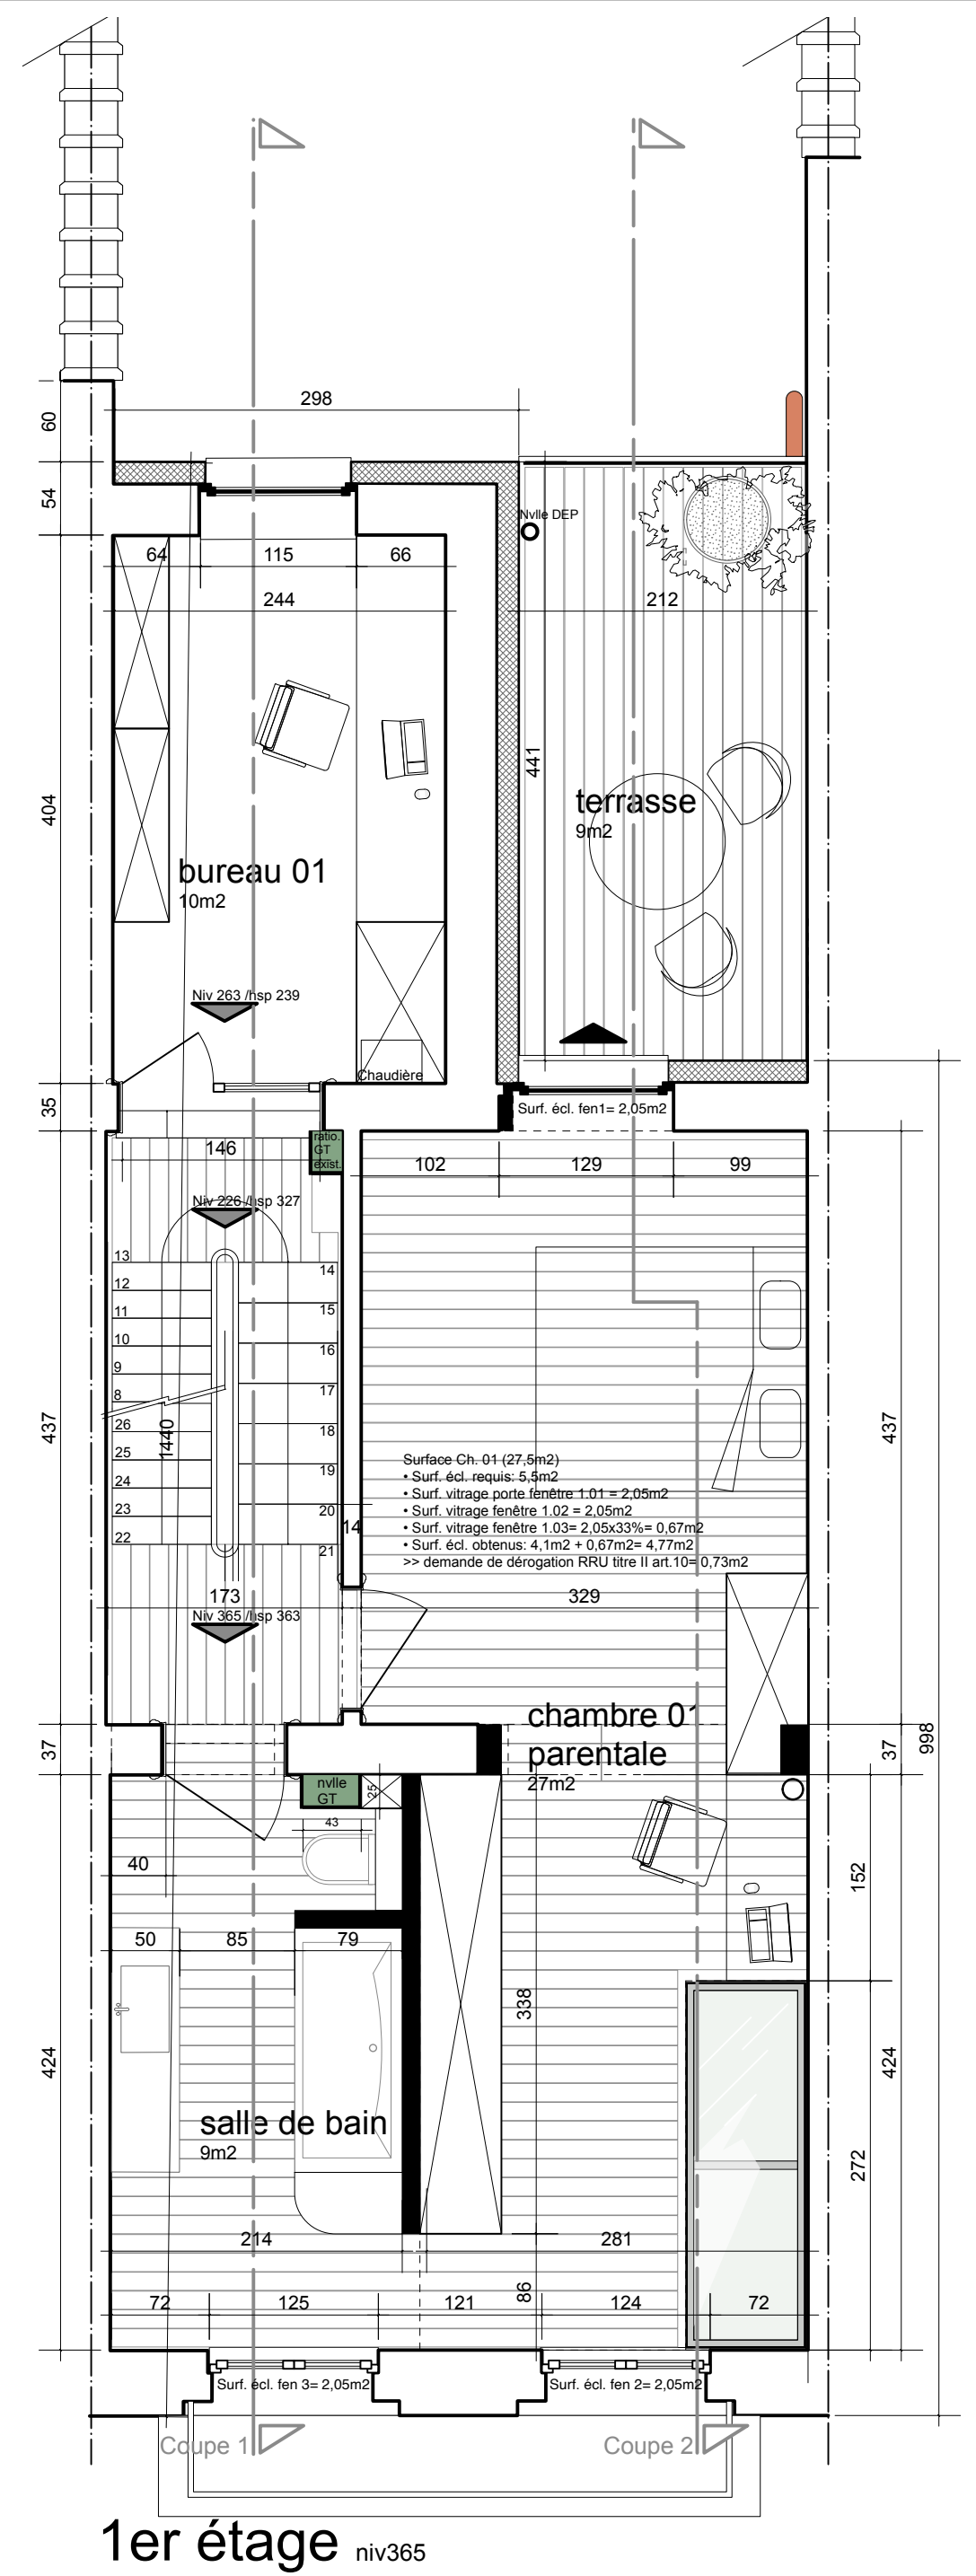 298
60
54
Nvlle DEP
64 115 66
244
212
441
404
terrasse
9m2
bureau 01
10m2
Niv 263 /hsp 239
Chaudière
35
Surf. écl. fen1= 2,05m2
ratio.
GT
exist.
146
102 129 99
Niv 226 /hsp 327
13
12
11
10
9
8
26
25
24
23
22
14
15
16
17
18
19
20
21
1440
437
437
14
Surface Ch. 01 (27,5m2)
• Surf. écl. requis: 5,5m2
• Surf. vitrage porte fenêtre 1.01 = 2,05m2
• Surf. vitrage fenêtre 1.02 = 2,05m2
• Surf. vitrage fenêtre 1.03= 2,05x33%= 0,67m2
• Surf. écl. obtenus: 4,1m2 + 0,67m2= 4,77m2
>> demande de dérogation RRU titre II art.10= 0,73m2
173
329
Niv 365 /hsp 363
chambre 01
parentale
27m2
37
37
998
nvlle
GT
25
43
40
152
50 85 79
338
424
424
salle de bain
9m2
272
214
281
86
72 125 121 124 72
Surf. écl. fen 3= 2,05m2
Surf. écl. fen 2= 2,05m2
Coupe 1
Coupe 2
1er étage niv365